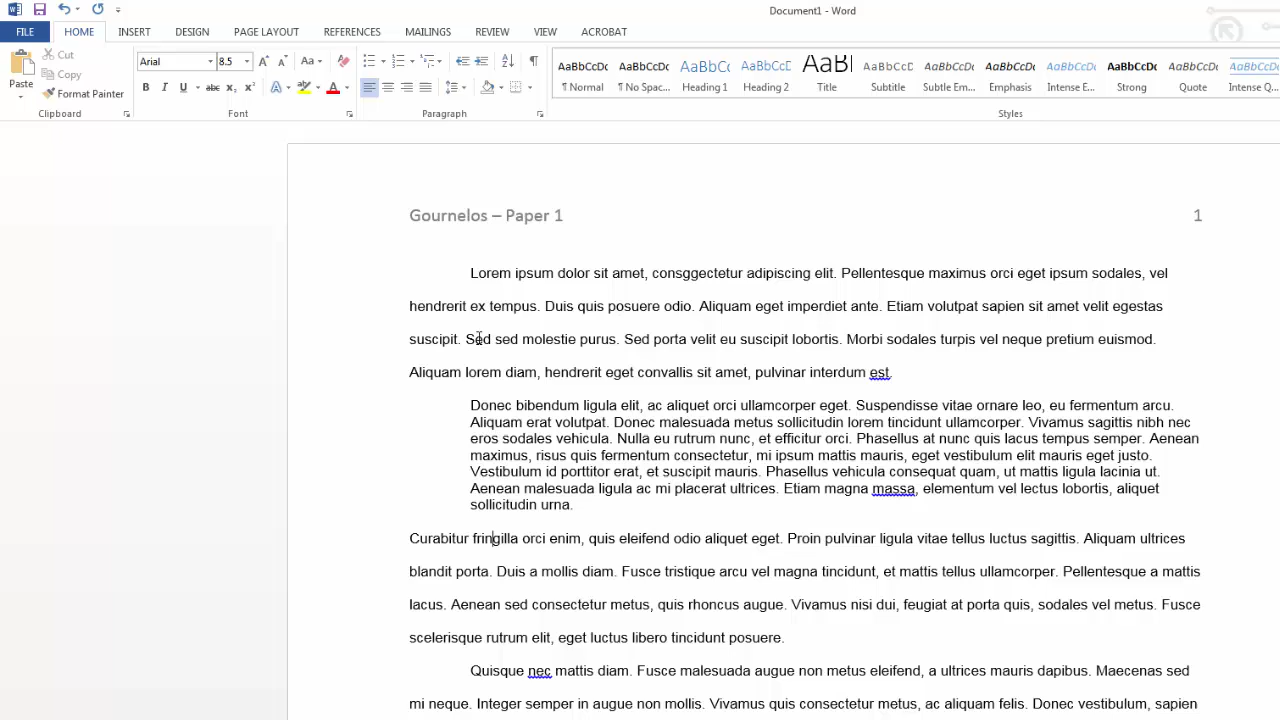 Document1 - Word
FILE HOME INSERT DESIGN PAGE LAYOUT REFERENCES MAILINGS REVIEW VIEW ACROBAT
Paste
Cut
Copy
Format Painter
Clipboard
Arial 8.5 Aa
B I U abc x₂ x² A A
Font
Paragraph
AaBbCcDc AaBbCcDc AaBbC AaBbCcD AaBl AaBbCcD AaBbCcDc AaBbCcDc AaBbCcDc AaBbCcDc AaBbCcDc AaBbCcDc
¶ Normal ¶ No Spac... Heading 1 Heading 2 Title Subtitle Subtle Em... Emphasis Intense E... Strong Quote Intense Q...
Styles
Gournelos – Paper 1 1
Lorem ipsum dolor sit amet, consggectetur adipiscing elit. Pellentesque maximus orci eget ipsum sodales, vel
hendrerit ex tempus. Duis quis posuere odio. Aliquam eget imperdiet ante. Etiam volutpat sapien sit amet velit egestas
suscipit. Sed sed molestie purus. Sed porta velit eu suscipit lobortis. Morbi sodales turpis vel neque pretium euismod.
Aliquam lorem diam, hendrerit eget convallis sit amet, pulvinar interdum est.
Donec bibendum ligula elit, ac aliquet orci ullamcorper eget. Suspendisse vitae ornare leo, eu fermentum arcu.
Aliquam erat volutpat. Donec malesuada metus sollicitudin lorem tincidunt ullamcorper. Vivamus sagittis nibh nec
eros sodales vehicula. Nulla eu rutrum nunc, et efficitur orci. Phasellus at nunc quis lacus tempus semper. Aenean
maximus, risus quis fermentum consectetur, mi ipsum mattis mauris, eget vestibulum elit mauris eget justo.
Vestibulum id porttitor erat, et suscipit mauris. Phasellus vehicula consequat quam, ut mattis ligula lacinia ut.
Aenean malesuada ligula ac mi placerat ultrices. Etiam magna massa, elementum vel lectus lobortis, aliquet
sollicitudin urna.
Curabitur fringilla orci enim, quis eleifend odio aliquet eget. Proin pulvinar ligula vitae tellus luctus sagittis. Aliquam ultrices
blandit porta. Duis a mollis diam. Fusce tristique arcu vel magna tincidunt, et mattis tellus ullamcorper. Pellentesque a mattis
lacus. Aenean sed consectetur metus, quis rhoncus augue. Vivamus nisi dui, feugiat at porta quis, sodales vel metus. Fusce
scelerisque rutrum elit, eget luctus libero tincidunt posuere.
Quisque nec mattis diam. Fusce malesuada augue non metus eleifend, a ultrices mauris dapibus. Maecenas sed
mi neque. Integer semper in augue non mollis. Vivamus quis consectetur metus, ac aliquam felis. Donec vestibulum, sapien